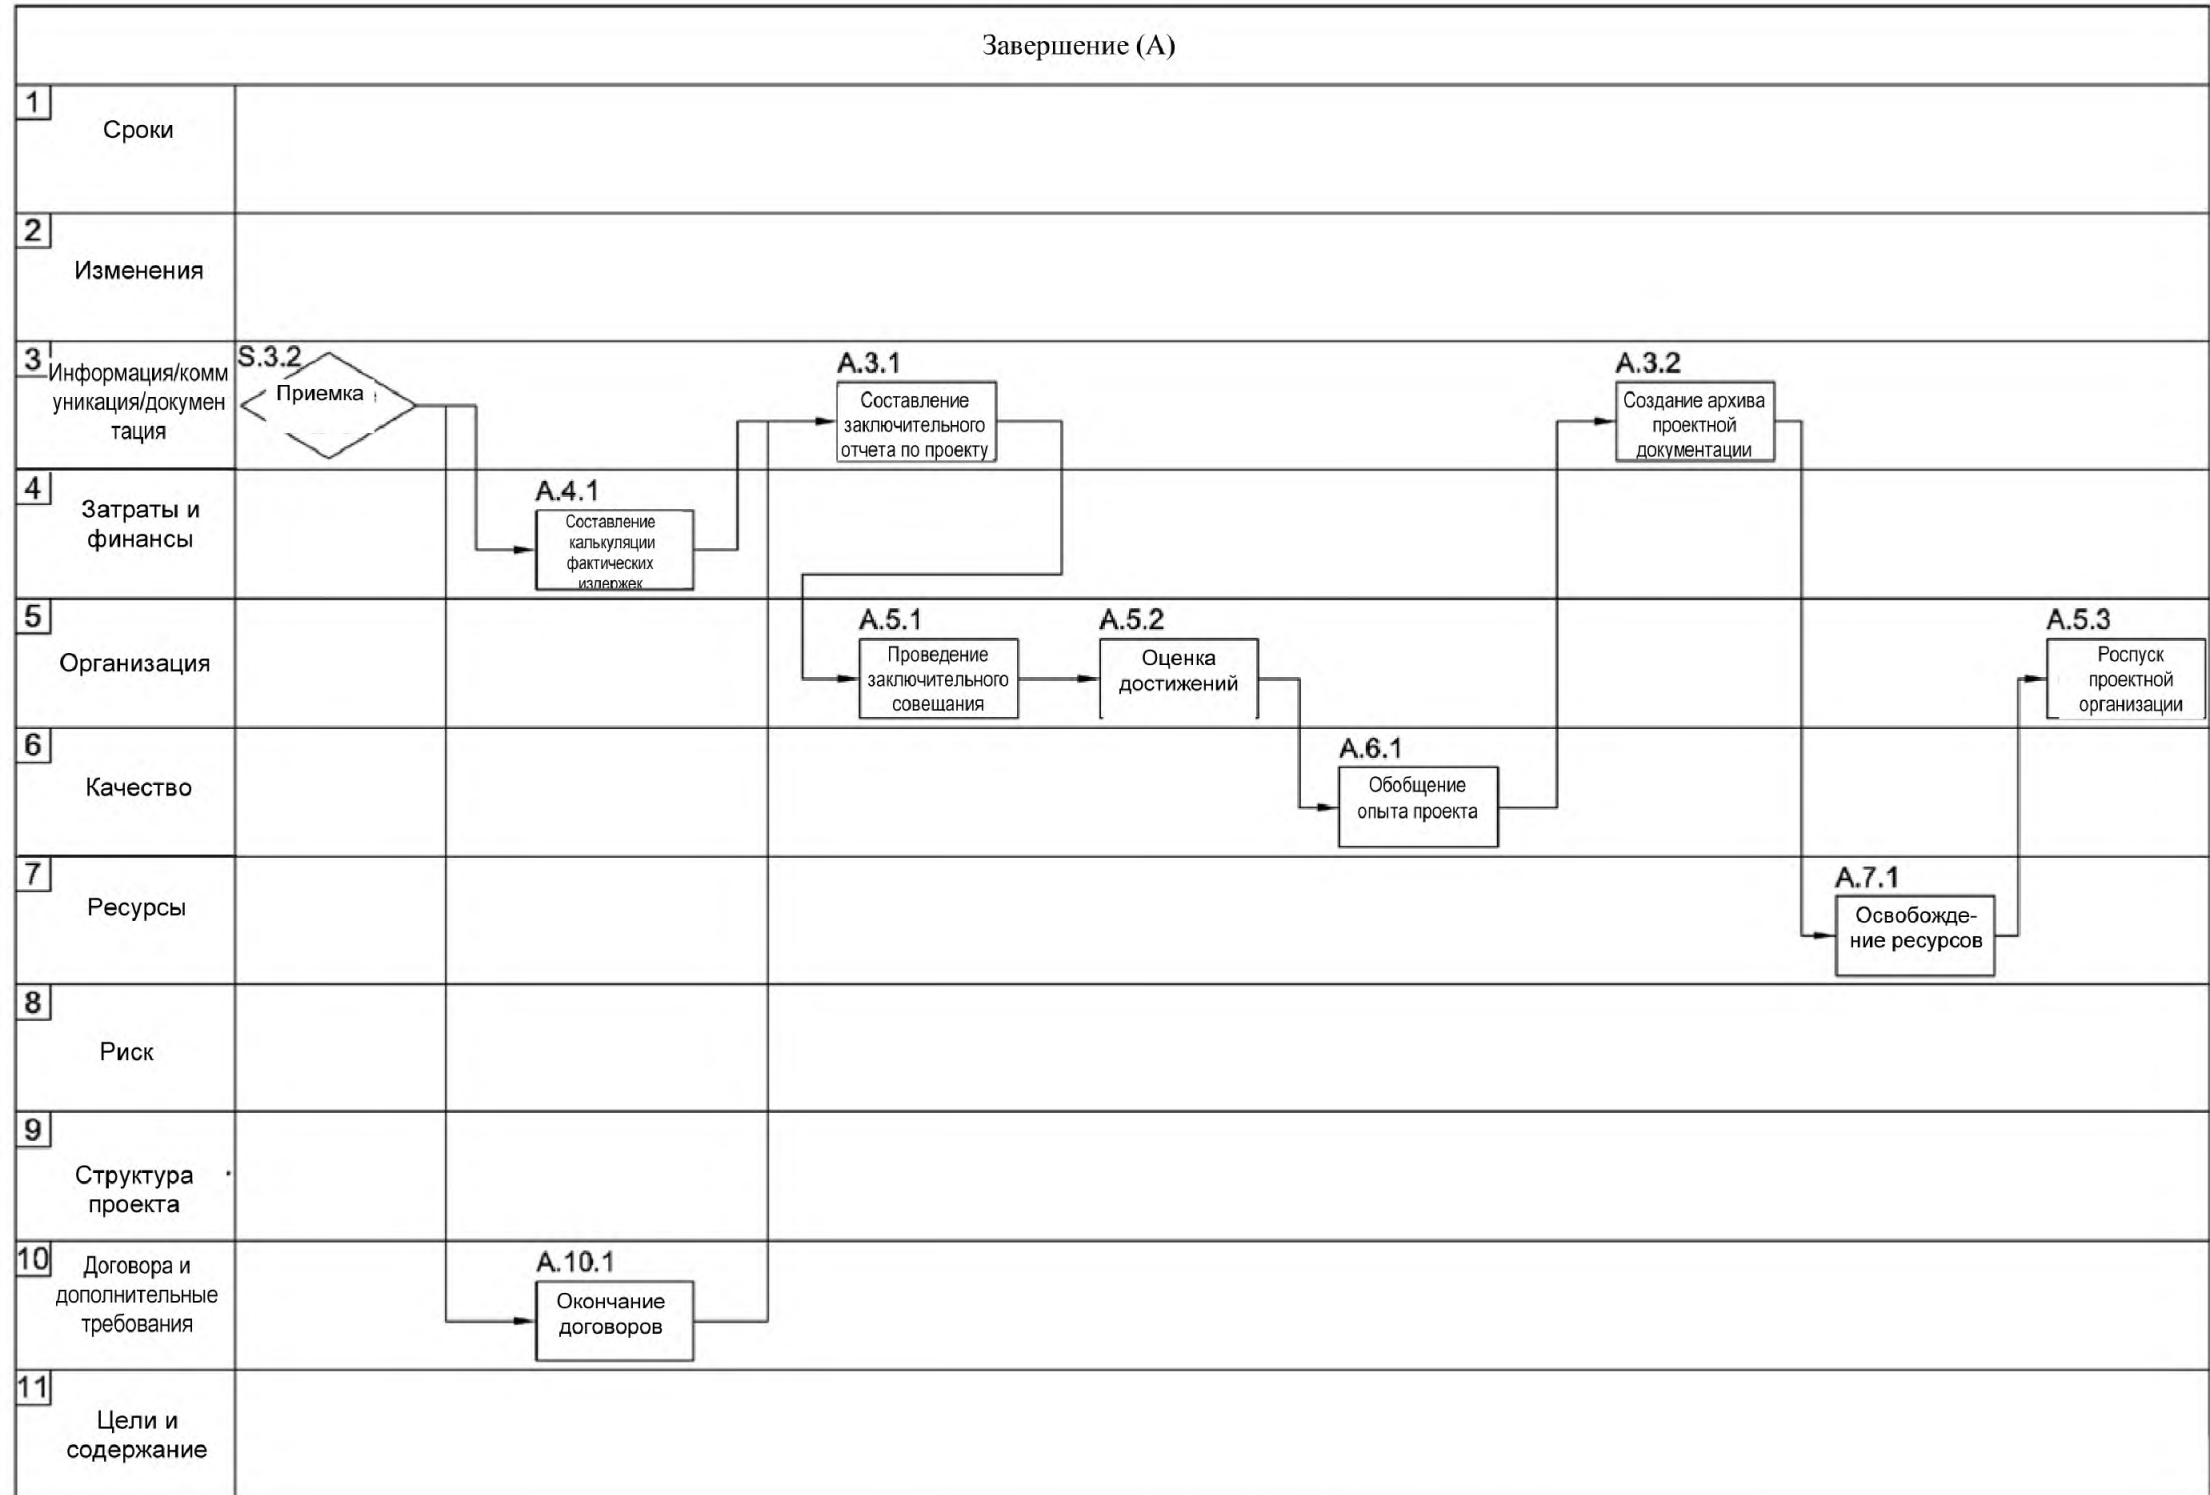 Завершение (А)
1
Сроки
2
Изменения
3
Информация/комм
уникация/докумен
тация
S.3.2
Приемка
A.3.1
Составление
заключительного
отчета по проекту
A.3.2
Создание архива
проектной
документации
4
Затраты и
финансы
A.4.1
Составление
калькуляции
фактических
издержек
5
Организация
A.5.1
Проведение
заключительного
совещания
A.5.2
Оценка
достижений
A.5.3
Роспуск
проектной
организации
6
Качество
A.6.1
Обобщение
опыта проекта
7
Ресурсы
A.7.1
Освобожде-
ние ресурсов
8
Риск
9
Структура
проекта
10
Договора и
дополнительные
требования
A.10.1
Окончание
договоров
11
Цели и
содержание